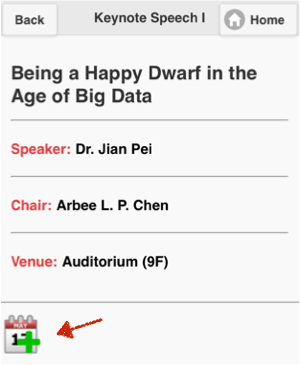 Back
Keynote Speech I
Home
Being a Happy Dwarf in the
Age of Big Data
Speaker: Dr. Jian Pei
Chair: Arbee L. P. Chen
Venue: Auditorium (9F)
MAY